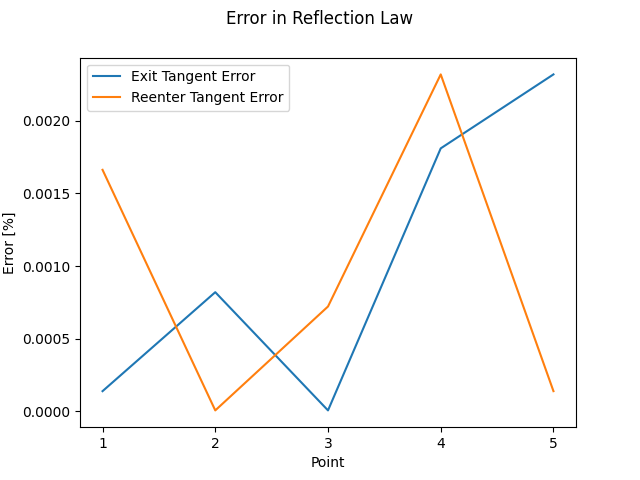 Error in Reflection Law
Exit Tangent Error
Reenter Tangent Error
0.0020
0.0015
0.0010
0.0005
0.0000
Error [%]
1 2 3 4 5
Point